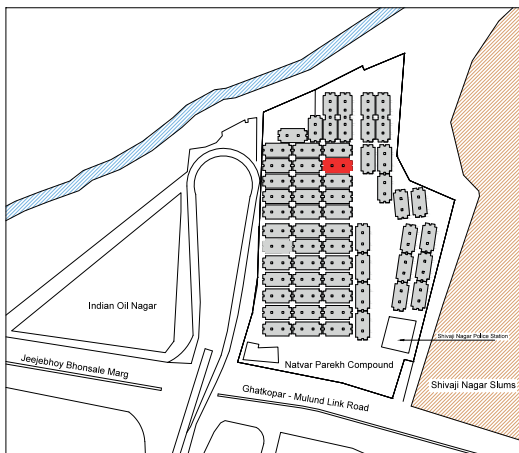 Indian Oil Nagar
Shivaji Nagar Police Station
Jeejebhoy Bhonsale Marg
Natvar Parekh Compound
Shivaji Nagar Slums
Ghatkopar - Mulund Link Road